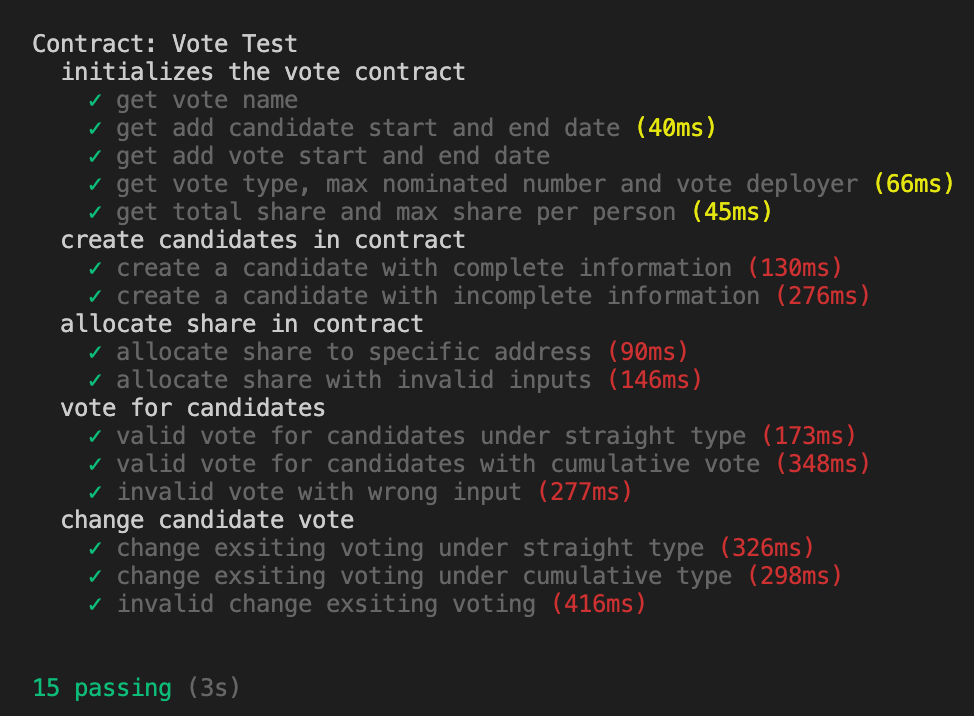 Contract: Vote Test
initializes the vote contract
✓ get vote name
✓ get add candidate start and end date (40ms)
✓ get add vote start and end date
✓ get vote type, max nominated number and vote deployer (66ms)
✓ get total share and max share per person (45ms)
create candidates in contract
✓ create a candidate with complete information (130ms)
✓ create a candidate with incomplete information (276ms)
allocate share in contract
✓ allocate share to specific address (90ms)
✓ allocate share with invalid inputs (146ms)
vote for candidates
✓ valid vote for candidates under straight type (173ms)
✓ valid vote for candidates with cumulative vote (348ms)
✓ invalid vote with wrong input (277ms)
change candidate vote
✓ change exsiting voting under straight type (326ms)
✓ change exsiting voting under cumulative type (298ms)
✓ invalid change exsiting voting (416ms)
15 passing (3s)